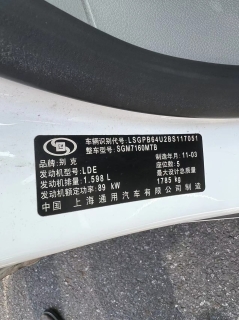 车辆识别代号: LSGPB64U2BS117051
整车型号: SGM7160MTB
品牌: 别克
制造年月: 11-03
座位数: 5
发动机型号: LDE
发动机排量: 1.598 L
最大设计总质量
1785 kg
发动机额定功率: 89 kW
中国 上海通用汽车有限公司 制造